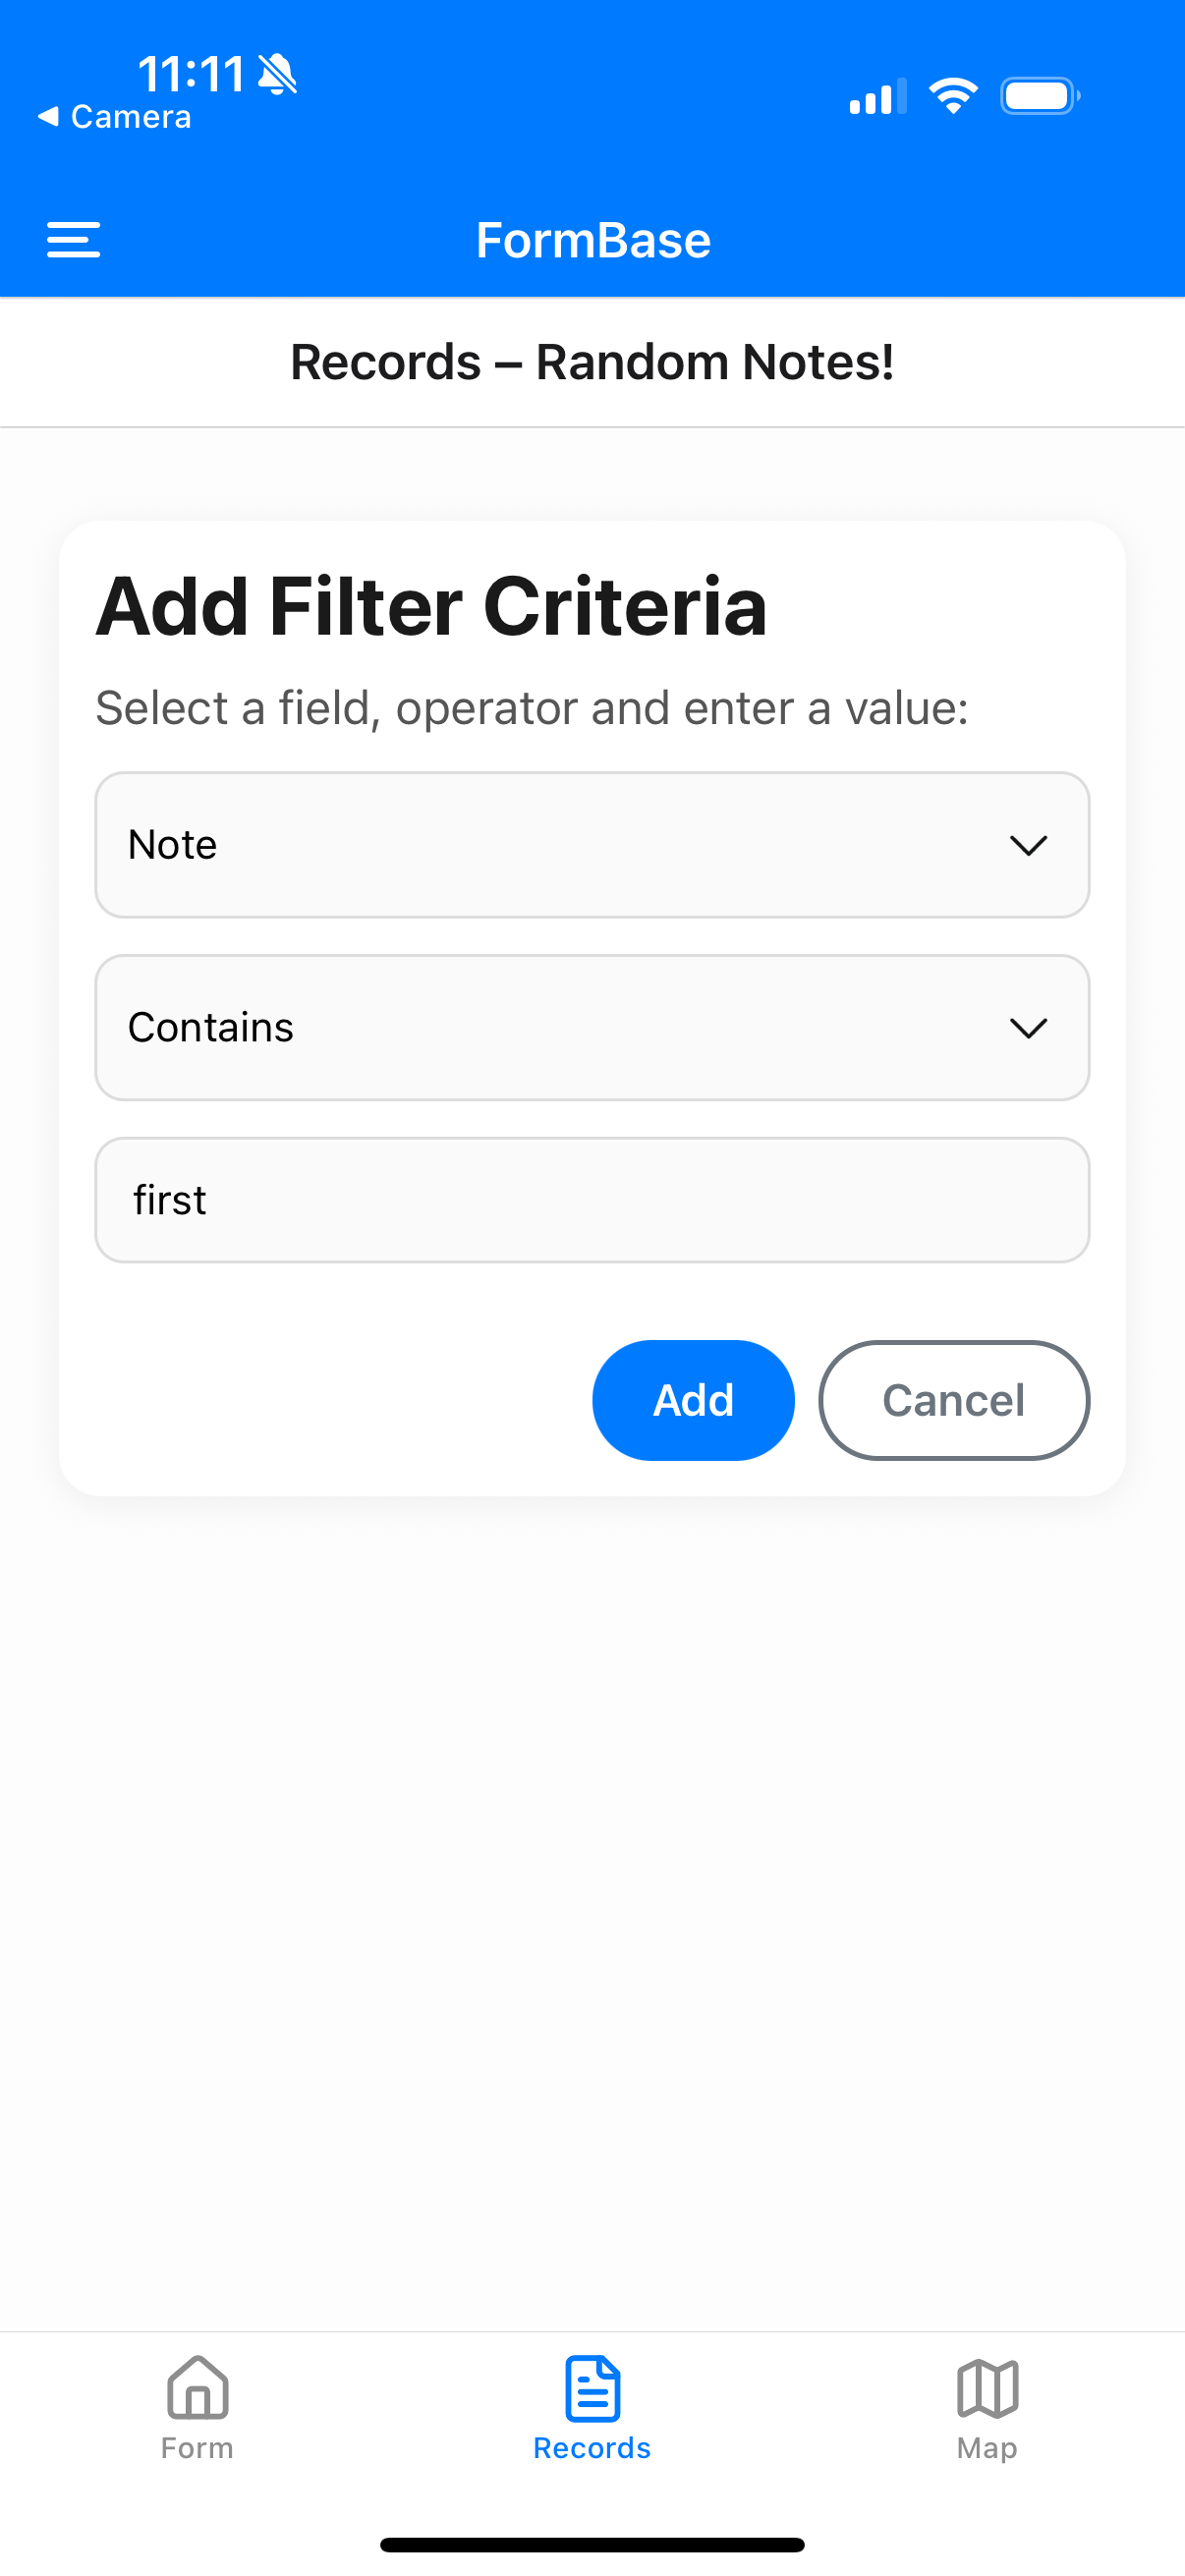 11:11
Camera
FormBase
Records – Random Notes!
Add Filter Criteria
Select a field, operator and enter a value:
Note
Contains
first
Add
Cancel
Form
Records
Map